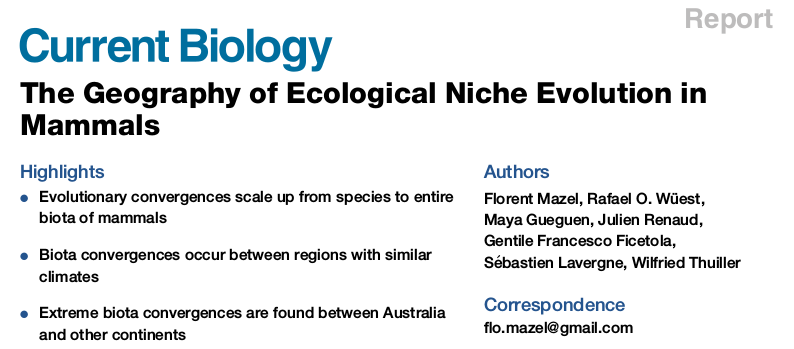 Report
Current Biology
The Geography of Ecological Niche Evolution in
Mammals
Highlights
• Evolutionary convergences scale up from species to entire
biota of mammals
• Biota convergences occur between regions with similar
climates
• Extreme biota convergences are found between Australia
and other continents
Authors
Florent Mazel, Rafael O. Wüest,
Maya Gueguen, Julien Renaud,
Gentile Francesco Ficetola,
Sébastien Lavergne, Wilfried Thuiller
Correspondence
flo.mazel@gmail.com